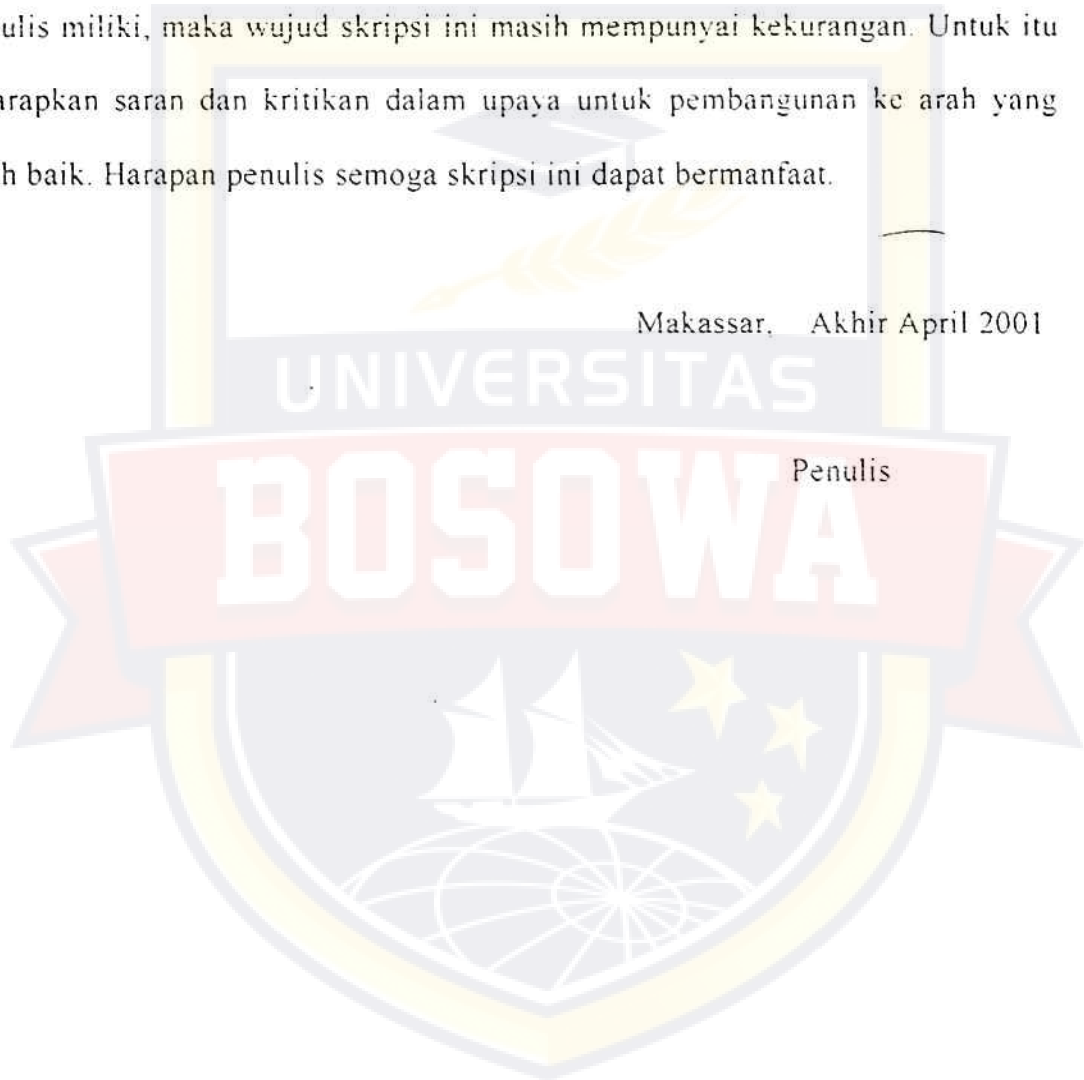 ulis miliki, maka wujud skripsi ini masih mempunyai kekurangan. Untuk itu
arapkan saran dan kritikan dalam upaya untuk pembangunan ke arah yang
h baik. Harapan penulis semoga skripsi ini dapat bermanfaat.
Makassar, Akhir April 2001
UNIVERSITAS
Penulis
BOSOWA